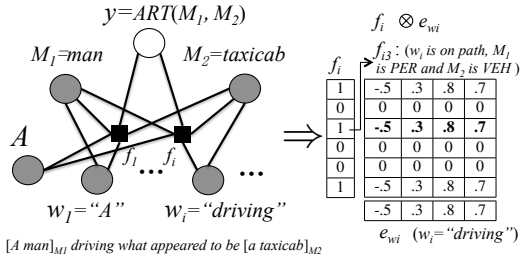 y=ART(M1, M2)
M1=man
M2=taxicab
A
f1
fi
...
...
w1="A"
wi="driving"
[A man]M1 driving what appeared to be [a taxicab]M2
⇒
fi ⊗ ewi
fi3: (wi is on path, M1
is PER and M2 is VEH)
fi
1 -.5 .3 .8 .7
0 0 0 0 0
1 -.5 .3 .8 .7
0 0 0 0 0
0 0 0 0 0
1 -.5 .3 .8 .7
-.5 .3 .8 .7
ewi (wi="driving")